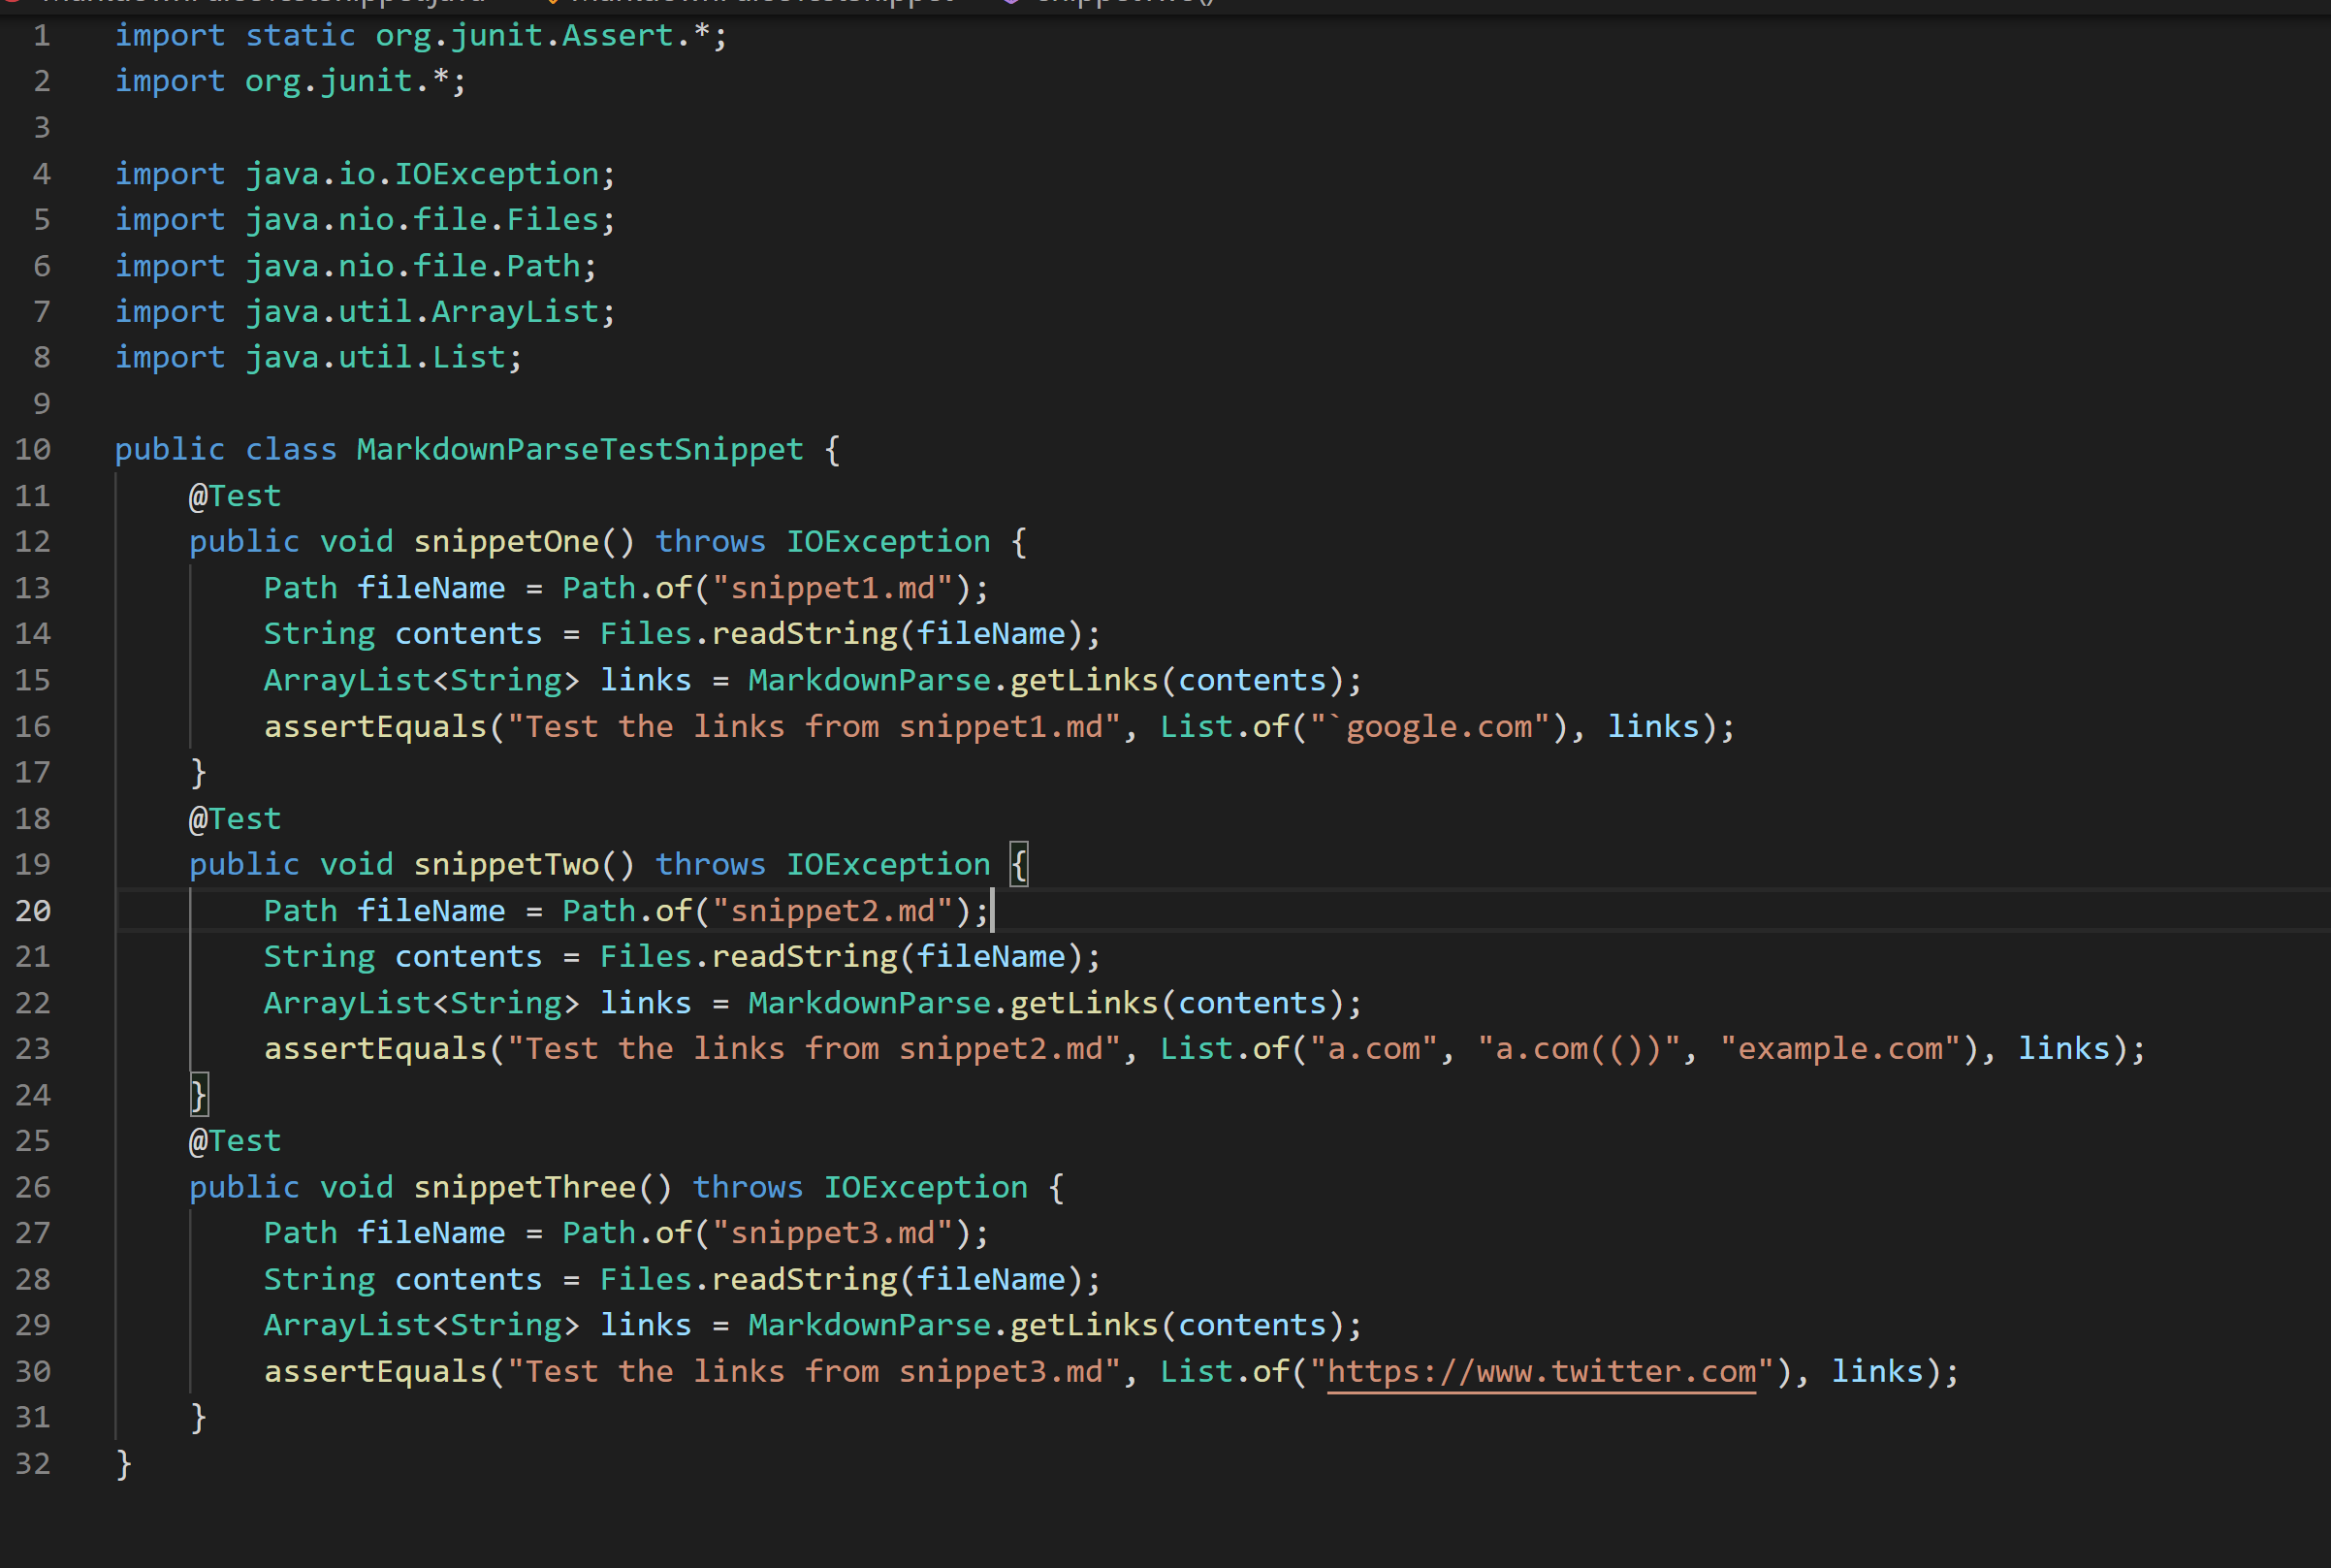 1 import static org.junit.Assert.*;
2 import org.junit.*;
3
4 import java.io.IOException;
5 import java.nio.file.Files;
6 import java.nio.file.Path;
7 import java.util.ArrayList;
8 import java.util.List;
9
10 public class MarkdownParseTestSnippet {
11     @Test
12     public void snippetOne() throws IOException {
13         Path fileName = Path.of("snippet1.md");
14         String contents = Files.readString(fileName);
15         ArrayList<String> links = MarkdownParse.getLinks(contents);
16         assertEquals("Test the links from snippet1.md", List.of("`google.com"), links);
17     }
18     @Test
19     public void snippetTwo() throws IOException {
20         Path fileName = Path.of("snippet2.md");
21         String contents = Files.readString(fileName);
22         ArrayList<String> links = MarkdownParse.getLinks(contents);
23         assertEquals("Test the links from snippet2.md", List.of("a.com", "a.com(())", "example.com"), links);
24     }
25     @Test
26     public void snippetThree() throws IOException {
27         Path fileName = Path.of("snippet3.md");
28         String contents = Files.readString(fileName);
29         ArrayList<String> links = MarkdownParse.getLinks(contents);
30         assertEquals("Test the links from snippet3.md", List.of("https://www.twitter.com"), links);
31     }
32 }